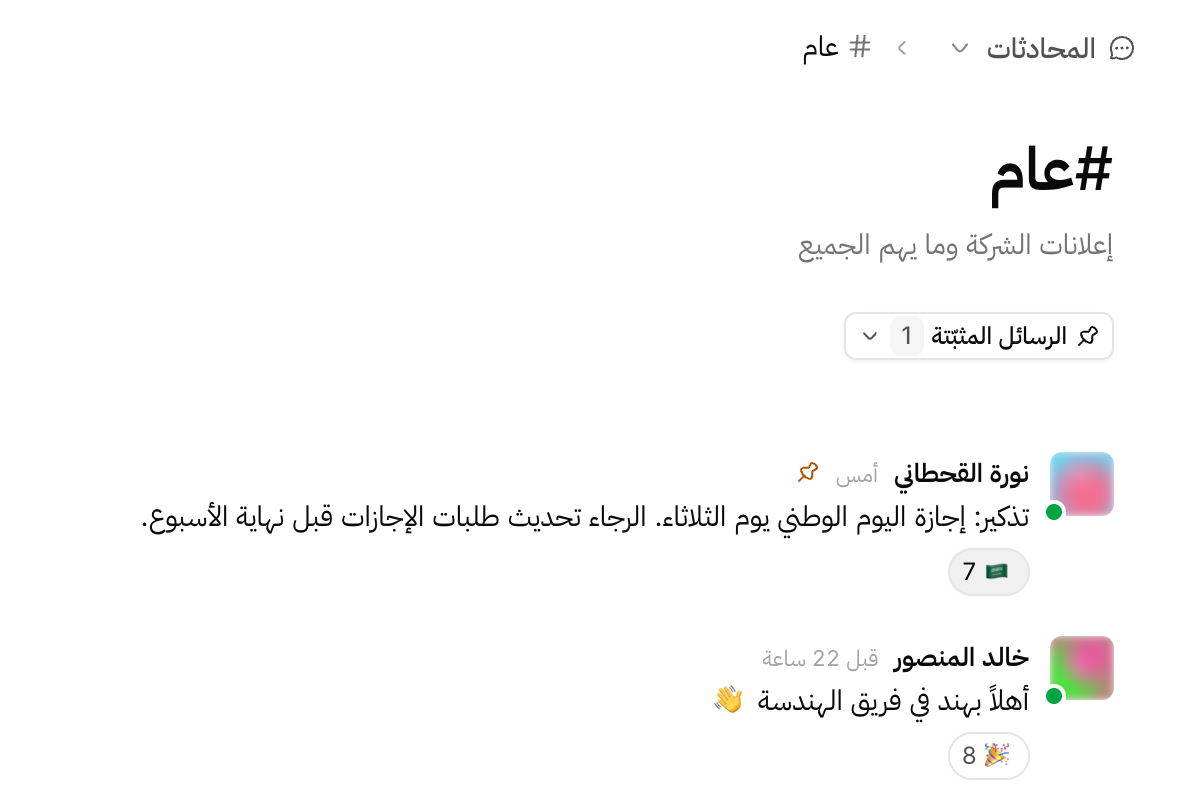 المحادثات # عام
#عام
إعلانات الشركة وما يهم الجميع
الرسائل المثبّتة 1
نورة القحطاني أمس
تذكير: إجازة اليوم الوطني يوم الثلاثاء. الرجاء تحديث طلبات الإجازات قبل نهاية الأسبوع.
🇸🇦 7
خالد المنصور قبل 22 ساعة
أهلاً بهند في فريق الهندسة 👋
🎉 8